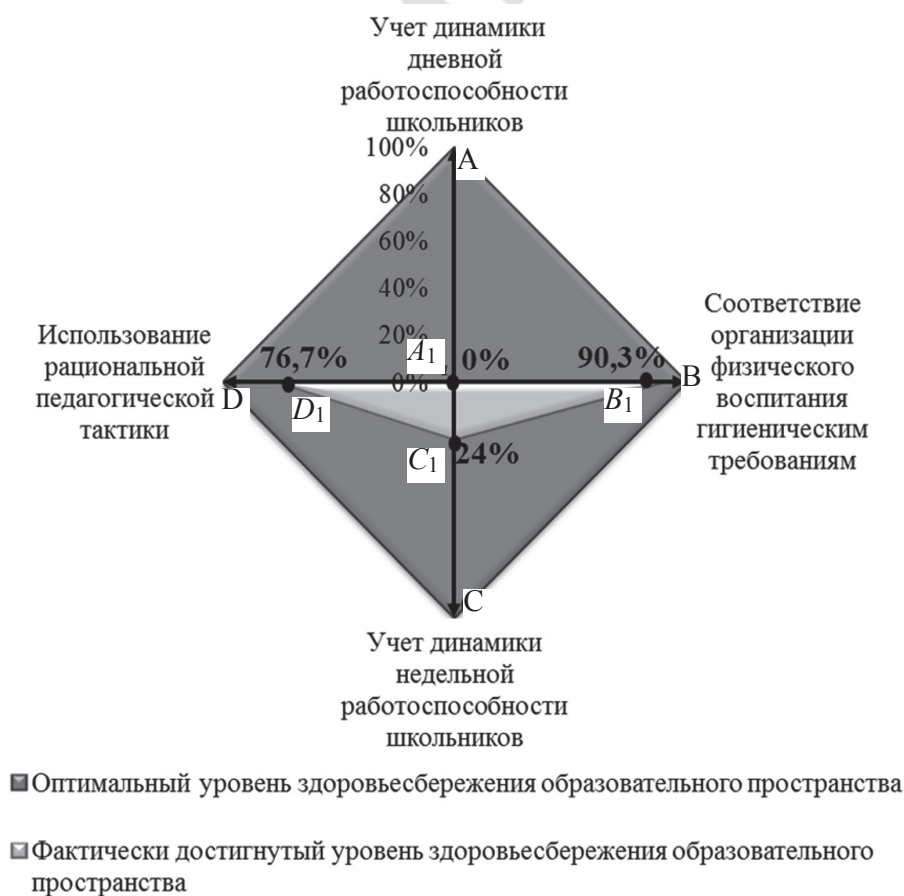 Учет динамики
дневной
работоспособности
школьников
100%
A
80%
60%
40%
20%
0%
A1
0%
76,7%
90,3%
Использование
рациональной
педагогической
тактики
D
D1
B
B1
Соответствие
организации
физического
воспитания
гигиеническим
требованиям
C1
24%
C
Учет динамики
недельной
работоспособности
школьников
Оптимальный уровень здоровьесбережения образовательного пространства
Фактически достигнутый уровень здоровьесбережения образовательного
пространства